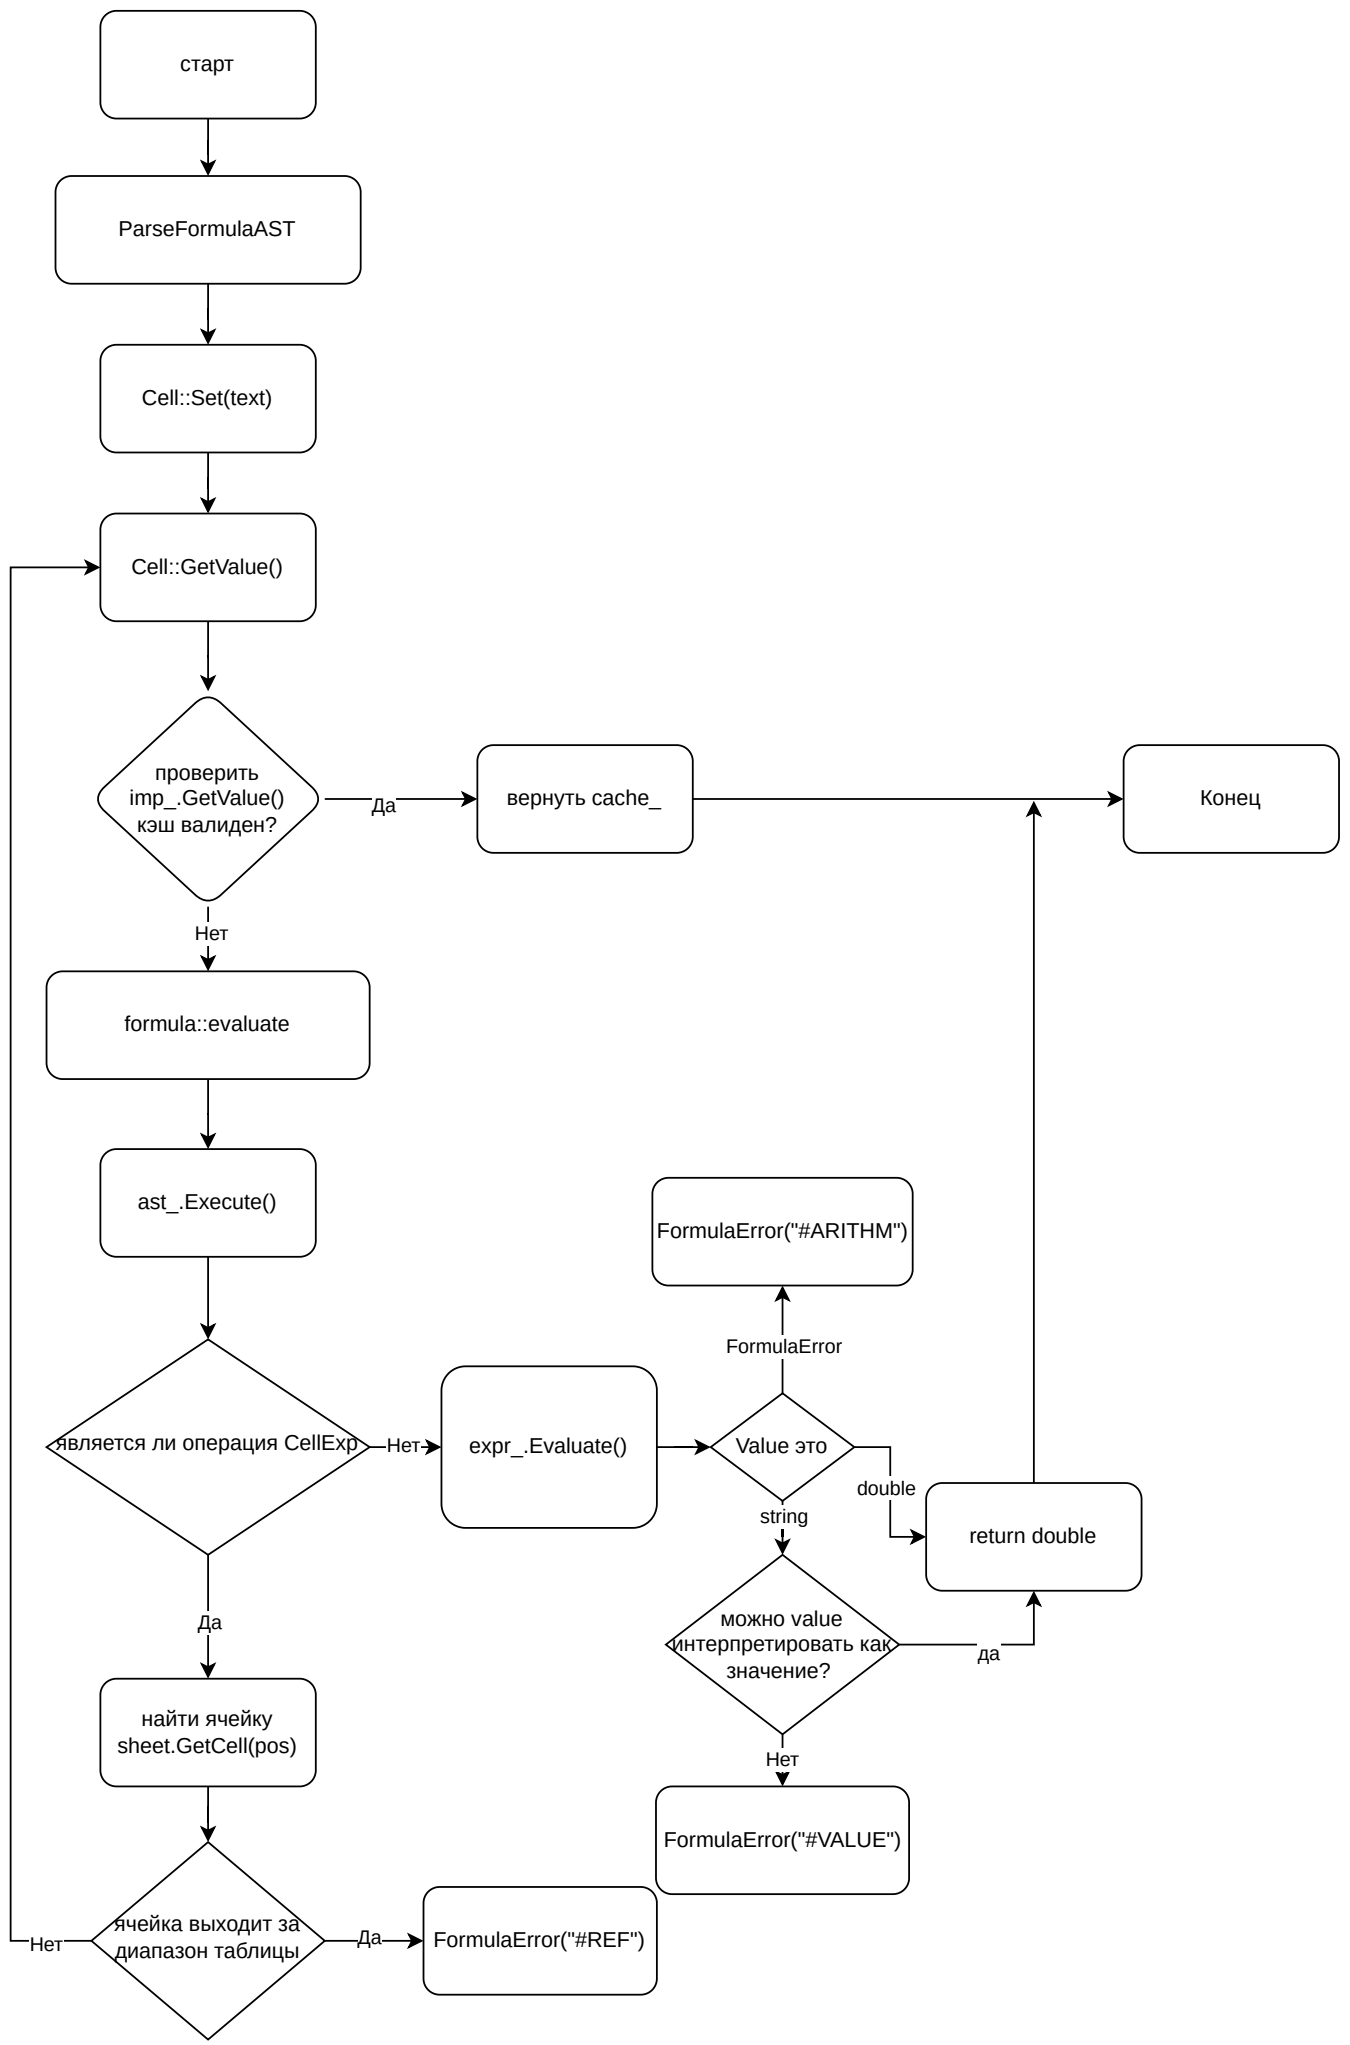 старт
ParseFormulaAST
Cell::Set(text)
Cell::GetValue()
проверить
imp_.GetValue()
кэш валиден?
Да
вернуть cache_
Конец
Нет
formula::evaluate
ast_.Execute()
FormulaError("#ARITHM")
FormulaError
является ли операция CellExp
Нет
expr_.Evaluate()
Value это
double
string
return double
можно value
интерпретировать как
значение?
да
Да
найти ячейку
sheet.GetCell(pos)
Нет
FormulaError("#VALUE")
ячейка выходит за
диапазон таблицы
Нет
Да
FormulaError("#REF")